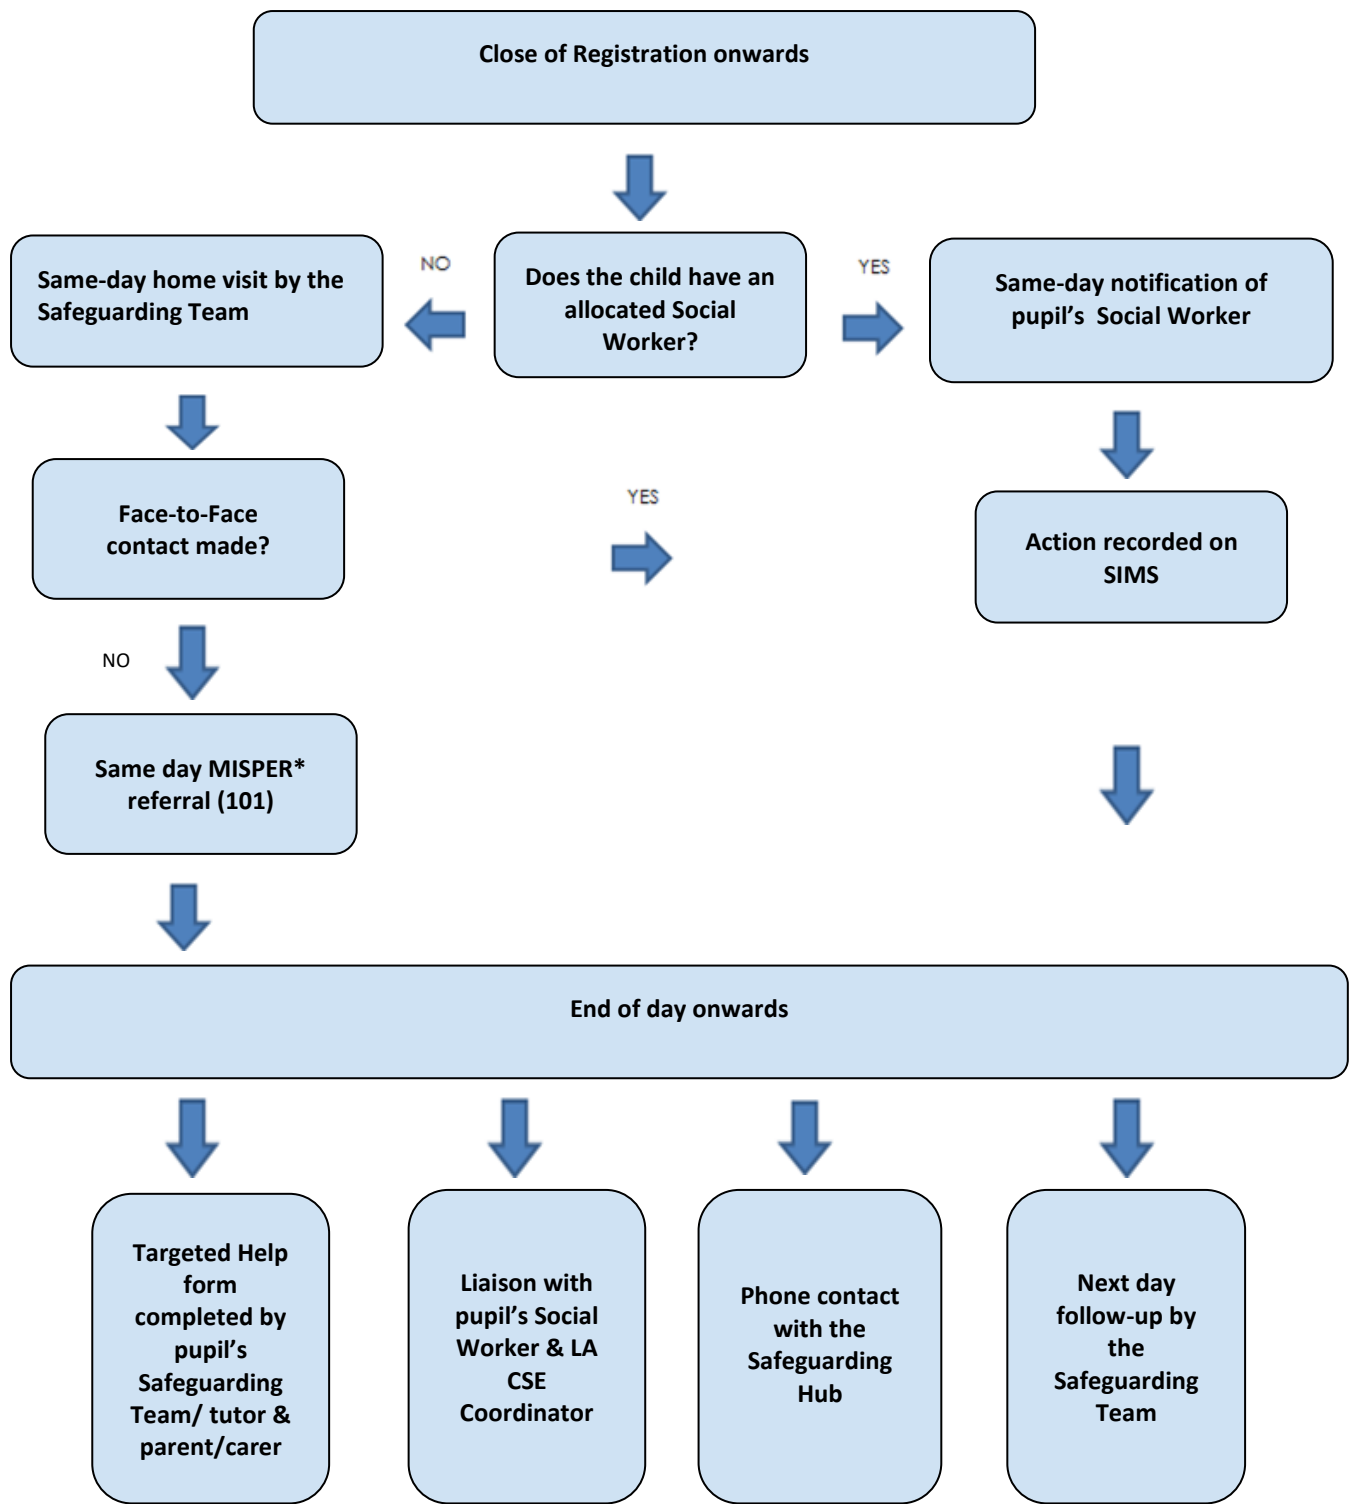 Close of Registration onwards
Same-day home visit by the
Safeguarding Team
NO
Does the child have an
allocated Social
Worker?
YES
Same-day notification of
pupil’s  Social Worker
Face-to-Face
contact made?
YES
Action recorded on
SIMS
NO
Same day MISPER*
referral (101)
End of day onwards
Targeted Help
form
completed by
pupil’s
Safeguarding
Team/ tutor &
parent/carer
Liaison with
pupil’s Social
Worker & LA
CSE
Coordinator
Phone contact
with the
Safeguarding
Hub
Next day
follow-up by
the
Safeguarding
Team